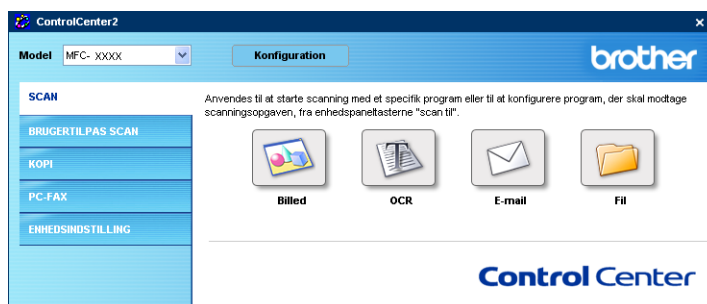 ControlCenter2
Model MFC- XXXX Konfiguration brother
SCAN
BRUGERTILPAS SCAN
KOPI
PC-FAX
ENHEDSINDSTILLING
Anvendes til at starte scanning med et specifik program eller til at konfigurere program, der skal modtage
scanningsopgaven, fra enhedspaneltasterne "scan til".
Billed OCR E-mail Fil
Control Center